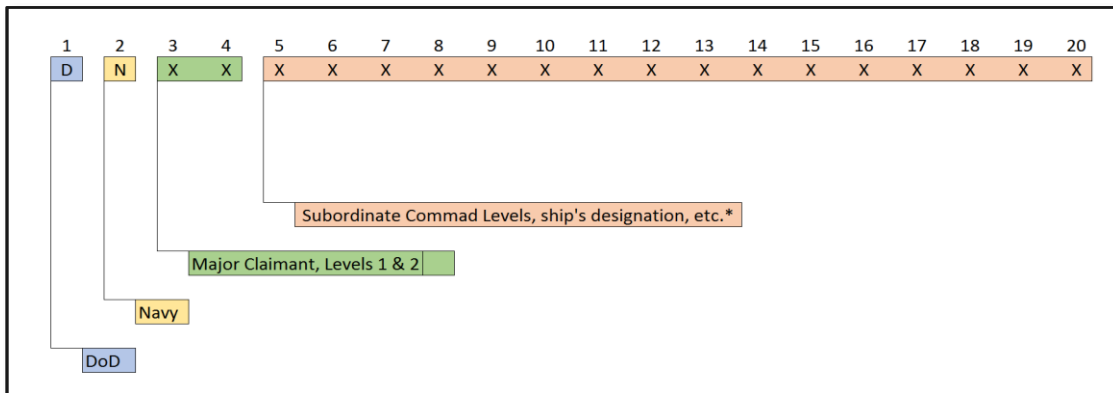 1 2 3 4 5 6 7 8 9 10 11 12 13 14 15 16 17 18 19 20
D N X X X X X X X X X X X X X X X X X X
Subordinate Commad Levels, ship's designation, etc.*
Major Claimant, Levels 1 & 2
Navy
DoD